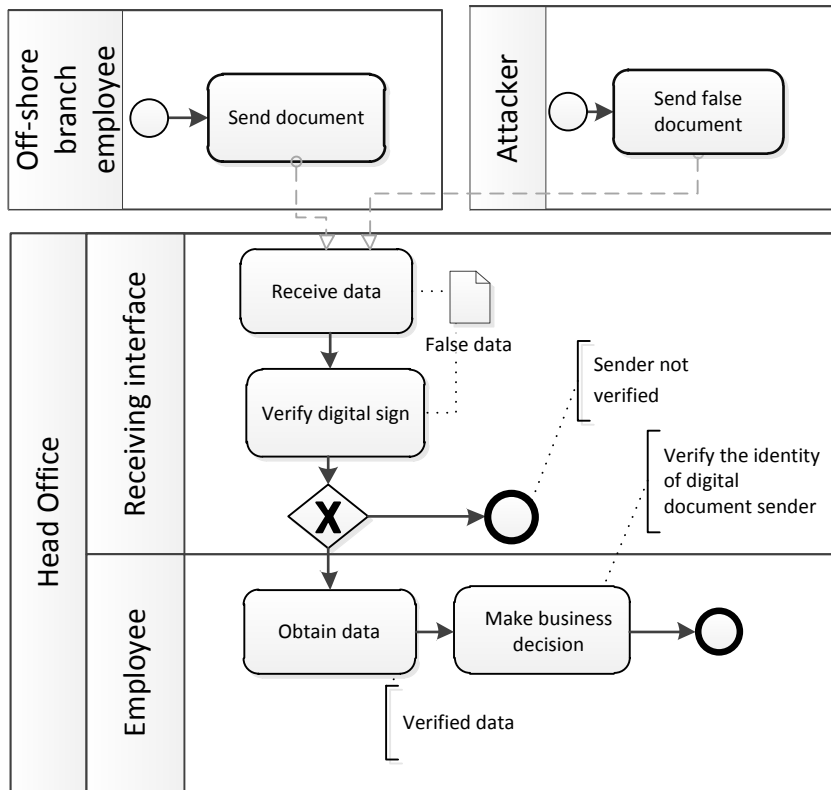 Off-shore
branch
employee
Send document
Attacker
Send false
document
Head Office
Receiving interface
Receive data
False data
Verify digital sign
Sender not
verified
X
Verify the identity
of digital
document sender
Employee
Obtain data
Make business
decision
Verified data